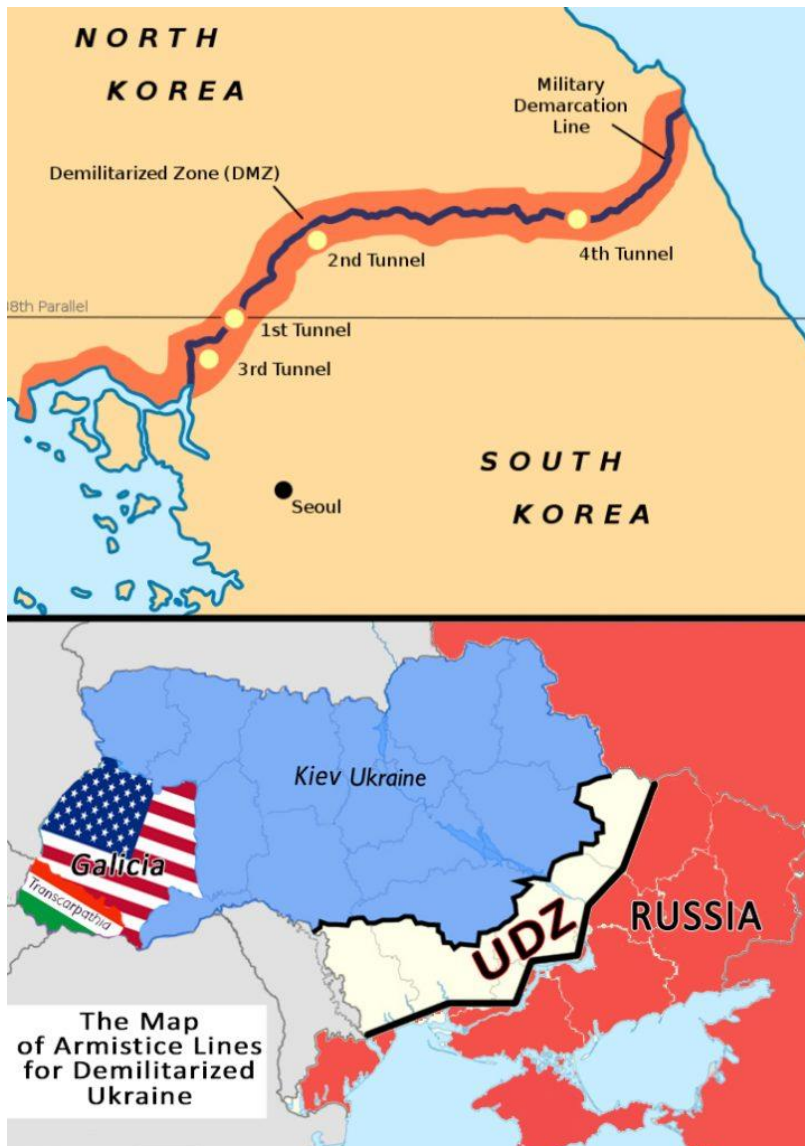 NORTH
KOREA
Military
Demarcation
Line
Demilitarized Zone (DMZ)
2nd Tunnel
4th Tunnel
8th Parallel
1st Tunnel
3rd Tunnel
SOUTH
KOREA
Seoul
Kiev Ukraine
Galicia
Transcarpathia
UDZ
RUSSIA
The Map
of Armistice Lines
for Demilitarized
Ukraine